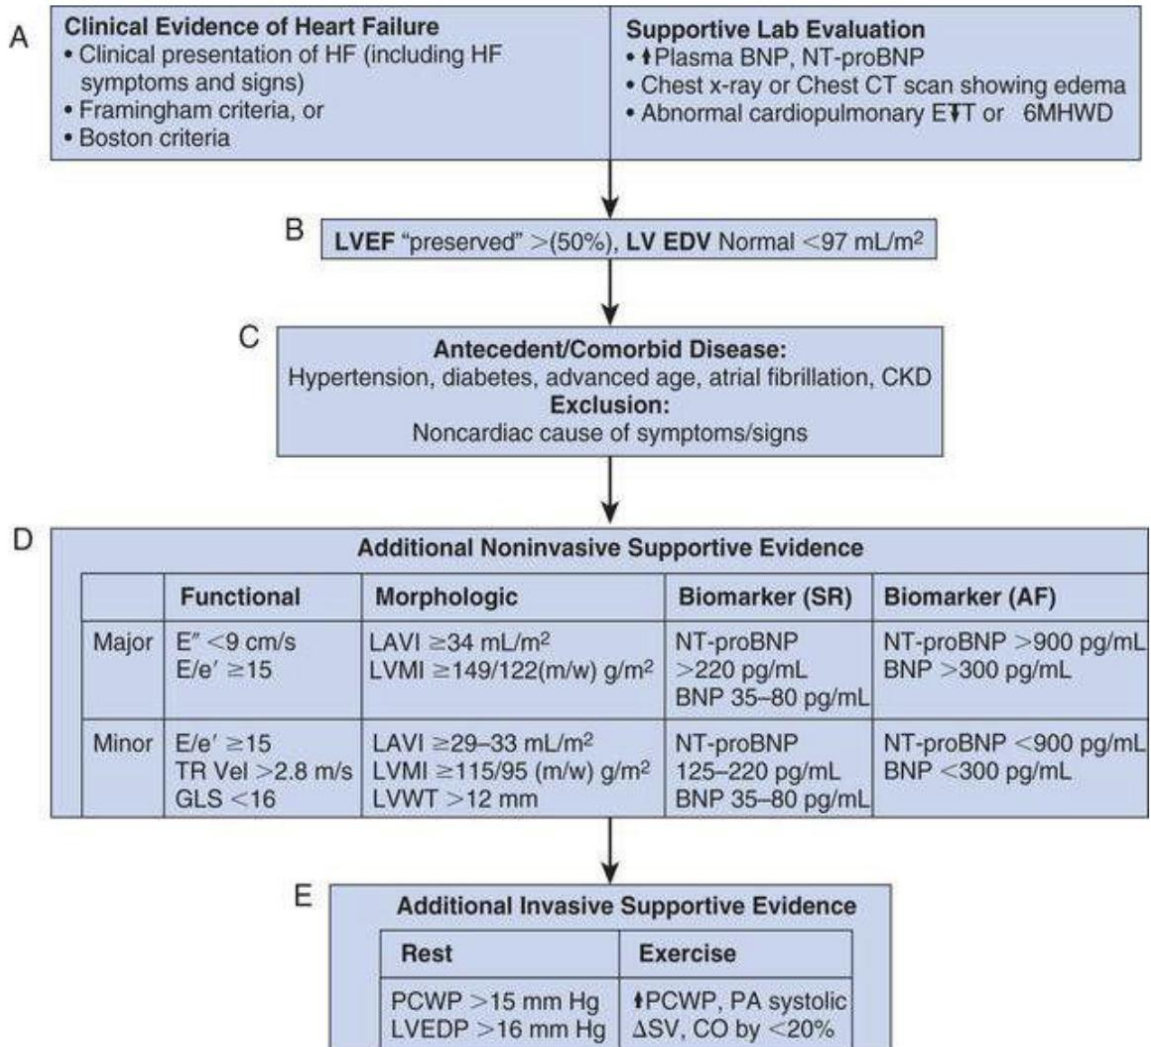 A
Clinical Evidence of Heart Failure
• Clinical presentation of HF (including HF
symptoms and signs)
• Framingham criteria, or
• Boston criteria
Supportive Lab Evaluation
• ⬆Plasma BNP, NT-proBNP
• Chest x-ray or Chest CT scan showing edema
• Abnormal cardiopulmonary ETT or 6MHWD
B
LVEF “preserved” >(50%), LV EDV Normal <97 mL/m²
C
Antecedent/Comorbid Disease:
Hypertension, diabetes, advanced age, atrial fibrillation, CKD
Exclusion:
Noncardiac cause of symptoms/signs
D
Additional Noninvasive Supportive Evidence
Functional Morphologic Biomarker (SR) Biomarker (AF)
Major E″ <9 cm/s LAVI ≥34 mL/m² NT-proBNP NT-proBNP >900 pg/mL
E/e′ ≥15 LVMI ≥149/122(m/w) g/m² >220 pg/mL BNP >300 pg/mL
BNP 35–80 pg/mL
Minor E/e′ ≥15 LAVI ≥29–33 mL/m² NT-proBNP NT-proBNP <900 pg/mL
TR Vel >2.8 m/s LVMI ≥115/95 (m/w) g/m² 125–220 pg/mL BNP <300 pg/mL
GLS <16 LVWT >12 mm BNP 35–80 pg/mL
E
Additional Invasive Supportive Evidence
Rest Exercise
PCWP >15 mm Hg ⬆PCWP, PA systolic
LVEDP >16 mm Hg ΔSV, CO by <20%